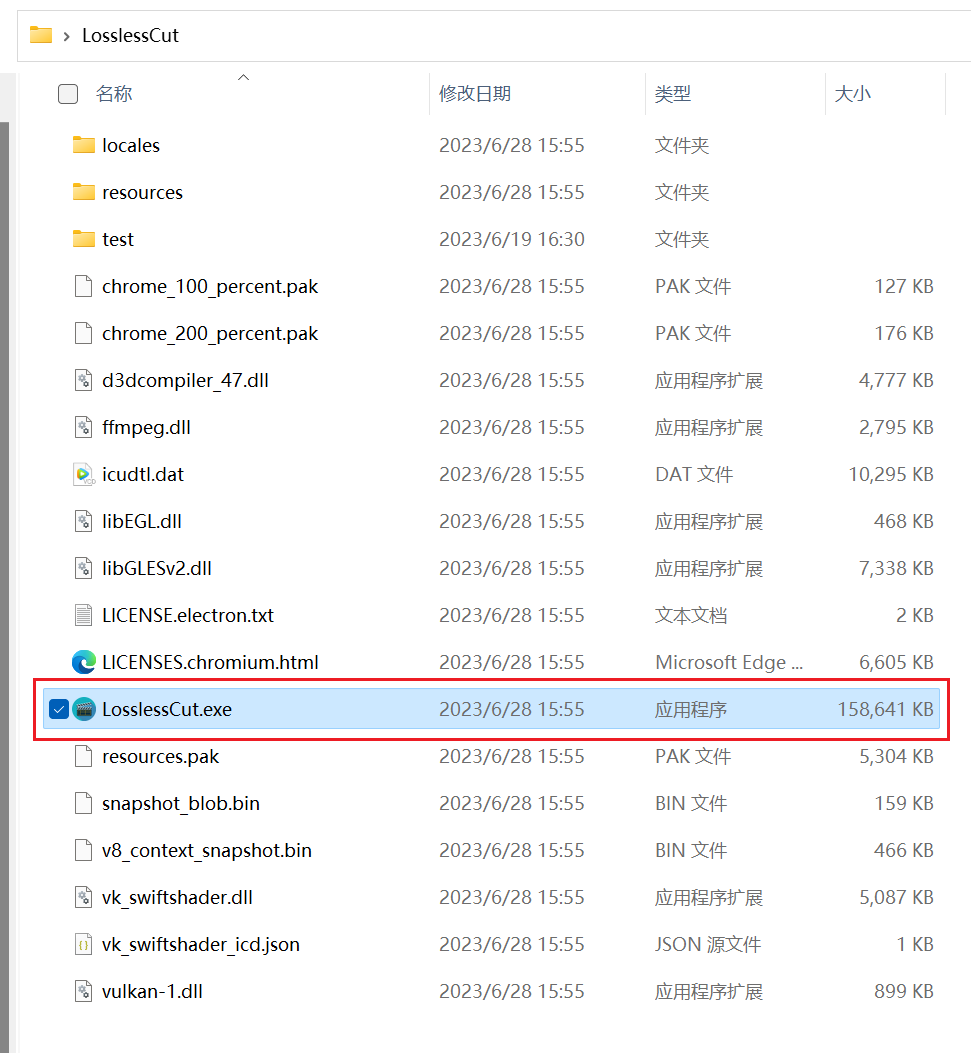 LosslessCut
名称 修改日期 类型 大小
locales 2023/6/28 15:55 文件夹
resources 2023/6/28 15:55 文件夹
test 2023/6/19 16:30 文件夹
chrome_100_percent.pak 2023/6/28 15:55 PAK 文件 127 KB
chrome_200_percent.pak 2023/6/28 15:55 PAK 文件 176 KB
d3dcompiler_47.dll 2023/6/28 15:55 应用程序扩展 4,777 KB
ffmpeg.dll 2023/6/28 15:55 应用程序扩展 2,795 KB
icudtl.dat 2023/6/28 15:55 DAT 文件 10,295 KB
libEGL.dll 2023/6/28 15:55 应用程序扩展 468 KB
libGLESv2.dll 2023/6/28 15:55 应用程序扩展 7,338 KB
LICENSE.electron.txt 2023/6/28 15:55 文本文档 2 KB
LICENSES.chromium.html 2023/6/28 15:55 Microsoft Edge ... 6,605 KB
LosslessCut.exe 2023/6/28 15:55 应用程序 158,641 KB
resources.pak 2023/6/28 15:55 PAK 文件 5,304 KB
snapshot_blob.bin 2023/6/28 15:55 BIN 文件 159 KB
v8_context_snapshot.bin 2023/6/28 15:55 BIN 文件 466 KB
vk_swiftshader.dll 2023/6/28 15:55 应用程序扩展 5,087 KB
vk_swiftshader_icd.json 2023/6/28 15:55 JSON 源文件 1 KB
vulkan-1.dll 2023/6/28 15:55 应用程序扩展 899 KB